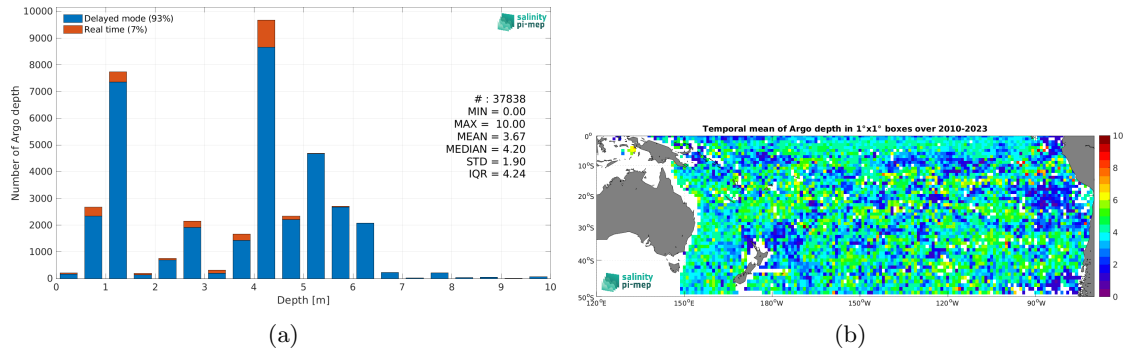 Delayed mode (93%)
Real time (7%)
salinity
pi-mep
Number of Argo depth
10000
9000
8000
7000
6000
5000
4000
3000
2000
1000
0
# : 37838
MIN = 0.00
MAX = 10.00
MEAN = 3.67
MEDIAN = 4.20
STD = 1.90
IQR = 4.24
0 1 2 3 4 5 6 7 8 9 10
Depth [m]
(a)
Temporal mean of Argo depth in 1°x1° boxes over 2010-2023
0°
10°S
20°S
30°S
40°S
50°S
120°E 150°E 180°W 150°W 120°W 90°W
salinity
pi-mep
10
8
6
4
2
0
(b)